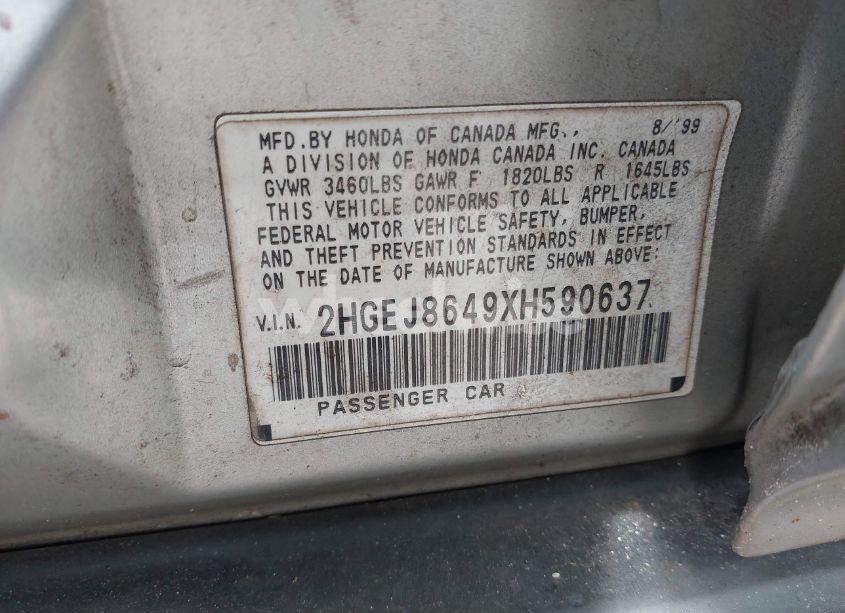 MFD.BY HONDA OF CANADA MFG., 8/'99
A DIVISION OF HONDA CANADA INC. CANADA
GVWR 3460LBS GAWR F 1820LBS R 1645LBS
THIS VEHICLE CONFORMS TO ALL APPLICABLE
FEDERAL MOTOR VEHICLE SAFETY, BUMPER,
AND THEFT PREVENTION STANDARDS IN EFFECT
ON THE DATE OF MANUFACTURE SHOWN ABOVE:
V.I.N. 2HGEJ8649XH590637
PASSENGER CAR